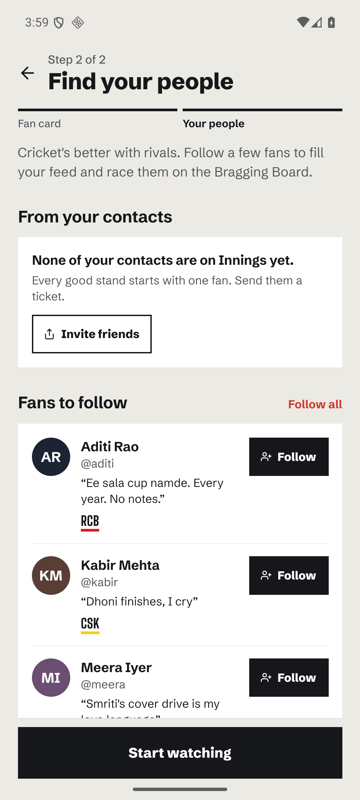 3:59
Step 2 of 2
Find your people
Fan card
Your people
Cricket's better with rivals. Follow a few fans to fill
your feed and race them on the Bragging Board.
From your contacts
None of your contacts are on Innings yet.
Every good stand starts with one fan. Send them a
ticket.
Invite friends
Fans to follow
Follow all
AR
Aditi Rao
@aditi
Follow
“Ee sala cup namde. Every
year. No notes.”
RCB
KM
Kabir Mehta
@kabir
Follow
“Dhoni finishes, I cry”
CSK
MI
Meera Iyer
@meera
Follow
“Smriti's cover drive is my
love language”
Start watching